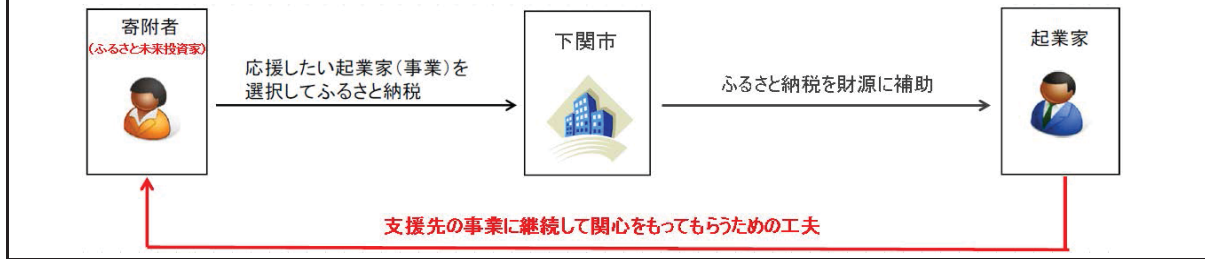 寄附者
(ふるさと未来投資家)
応援したい起業家(事業)を
選択してふるさと納税
下関市
ふるさと納税を財源に補助
起業家
支援先の事業に継続して関心をもってもらうための工夫